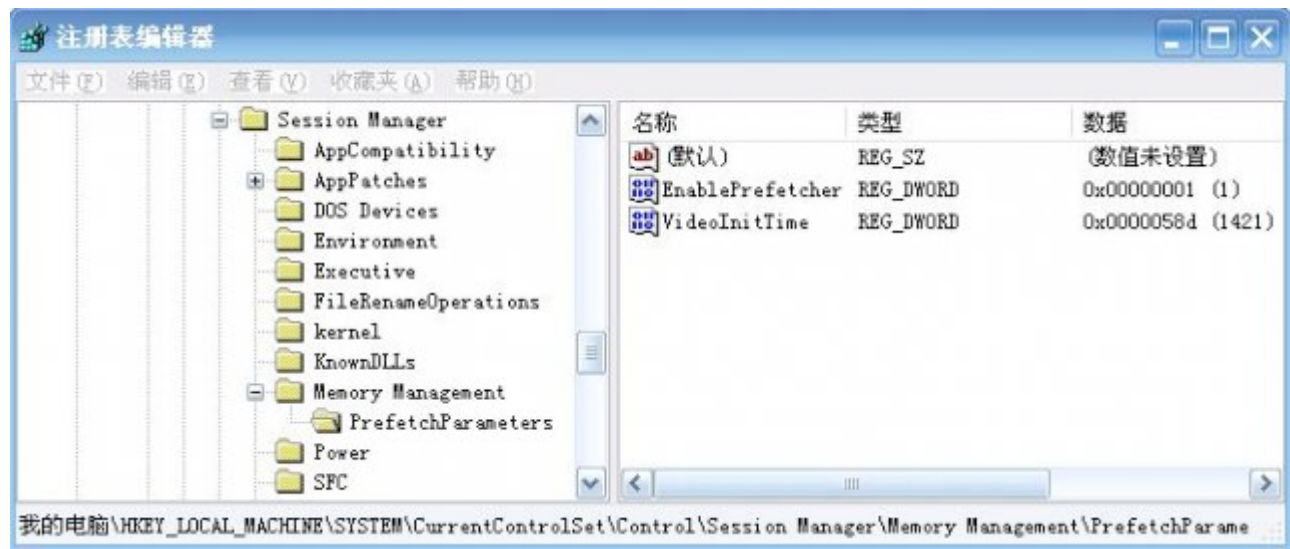 注册表编辑器
文件(F) 编辑(E) 查看(V) 收藏夹(A) 帮助(H)
Session Manager
AppCompatibility
AppPatches
DOS Devices
Environment
Executive
FileRenameOperations
kernel
KnownDLLs
Memory Management
PrefetchParameters
Power
SFC
名称 类型 数据
(默认) REG_SZ (数值未设置)
EnablePrefetcher REG_DWORD 0x00000001 (1)
VideoInitTime REG_DWORD 0x0000058d (1421)
我的电脑\HKEY_LOCAL_MACHINE\SYSTEM\CurrentControlSet\Control\Session Manager\Memory Management\PrefetchParame